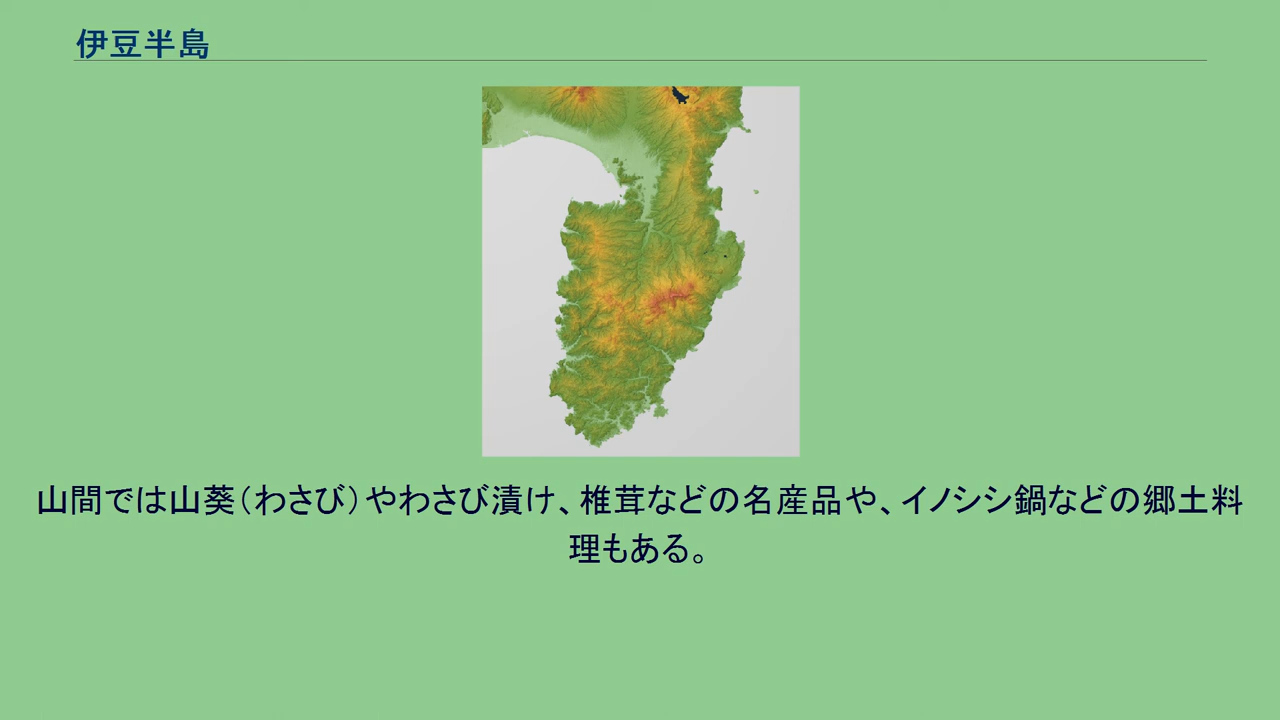 伊豆半島
山間では山葵（わさび）やわさび漬け、椎茸などの名産品や、イノシシ鍋などの郷土料
理もある。